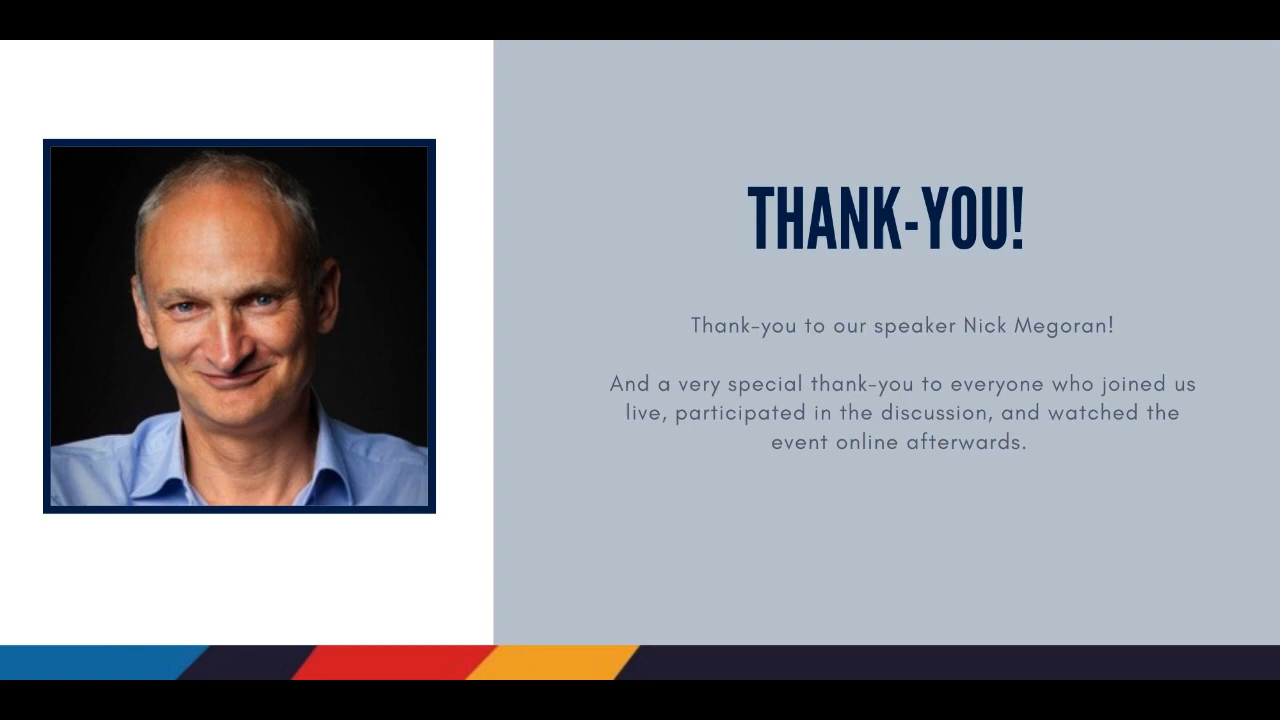 THANK-YOU!
Thank-you to our speaker Nick Megoran!
And a very special thank-you to everyone who joined us
live, participated in the discussion, and watched the
event online afterwards.